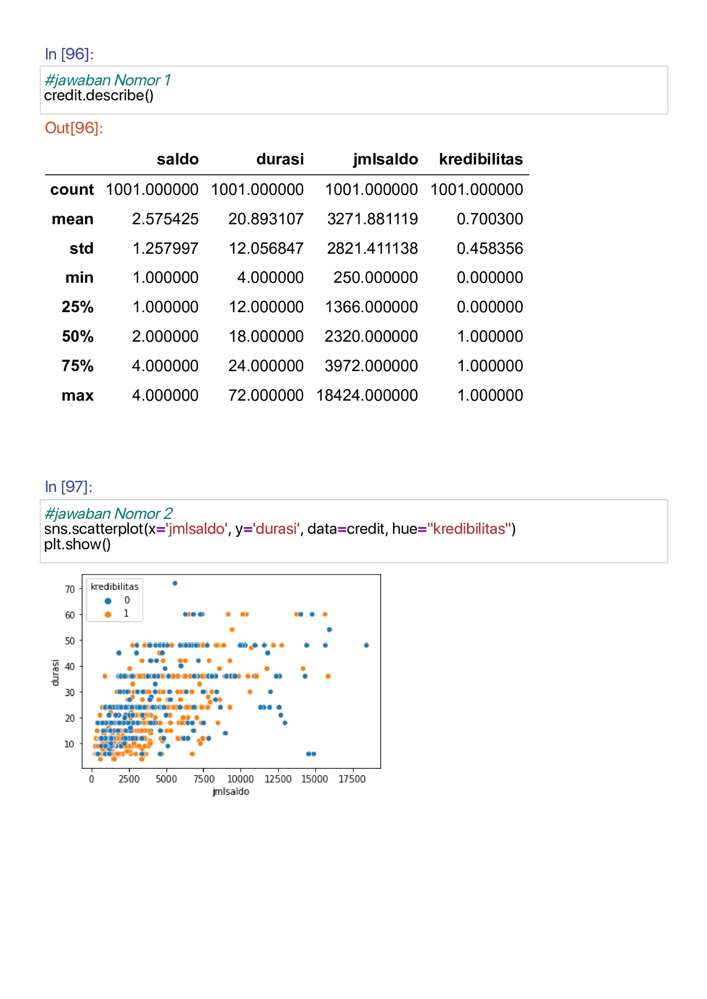 In [96]:
#jawaban Nomor 1
credit.describe()
Out[96]:
saldo durasi jmlsaldo kredibilitas
count 1001.000000 1001.000000 1001.000000 1001.000000
mean 2.575425 20.893107 3271.881119 0.700300
std 1.257997 12.056847 2821.411138 0.458356
min 1.000000 4.000000 250.000000 0.000000
25% 1.000000 12.000000 1366.000000 0.000000
50% 2.000000 18.000000 2320.000000 1.000000
75% 4.000000 24.000000 3972.000000 1.000000
max 4.000000 72.000000 18424.000000 1.000000
In [97]:
#jawaban Nomor 2
sns.scatterplot(x='jmlsaldo', y='durasi', data=credit, hue="kredibilitas")
plt.show()
kredibilitas
0
1
70
60
50
40
30
20
10
durasi
0 2500 5000 7500 10000 12500 15000 17500
jmlsaldo